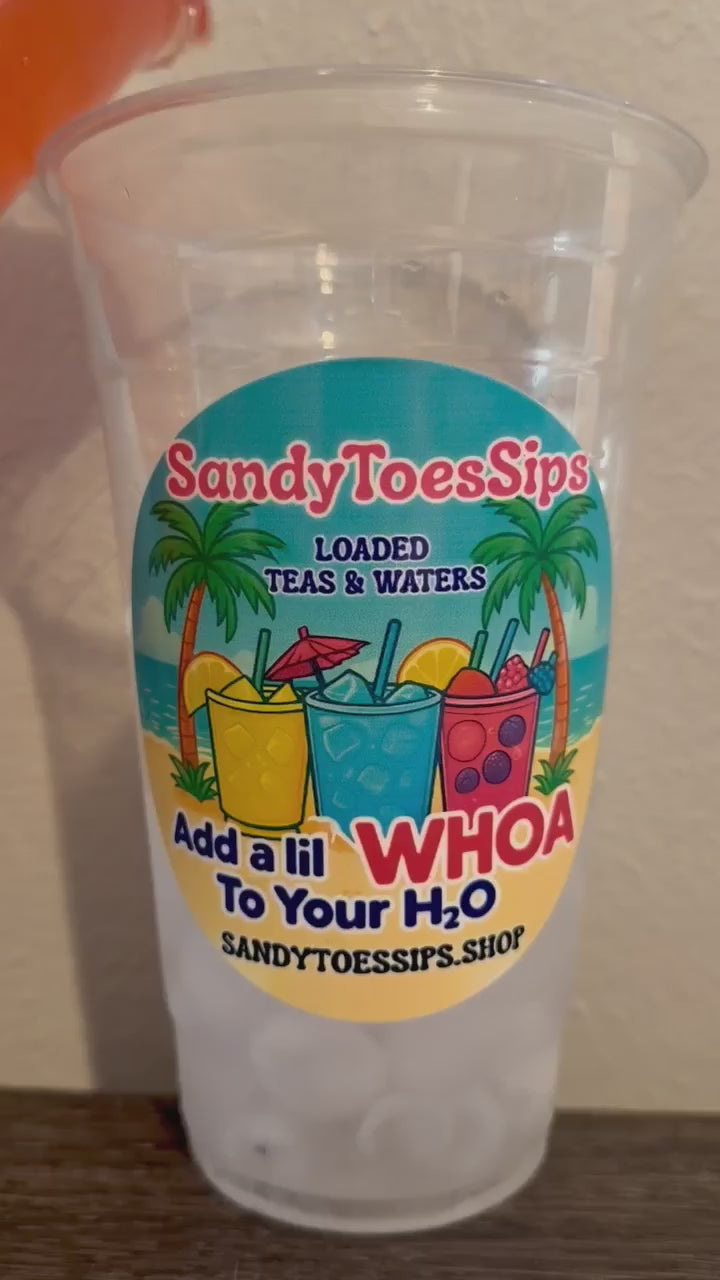 SandyToesSips
LOADED
TEAS & WATERS
Add a lil WHOA
To Your H₂O
SANDYTOESSIPS.SHOP